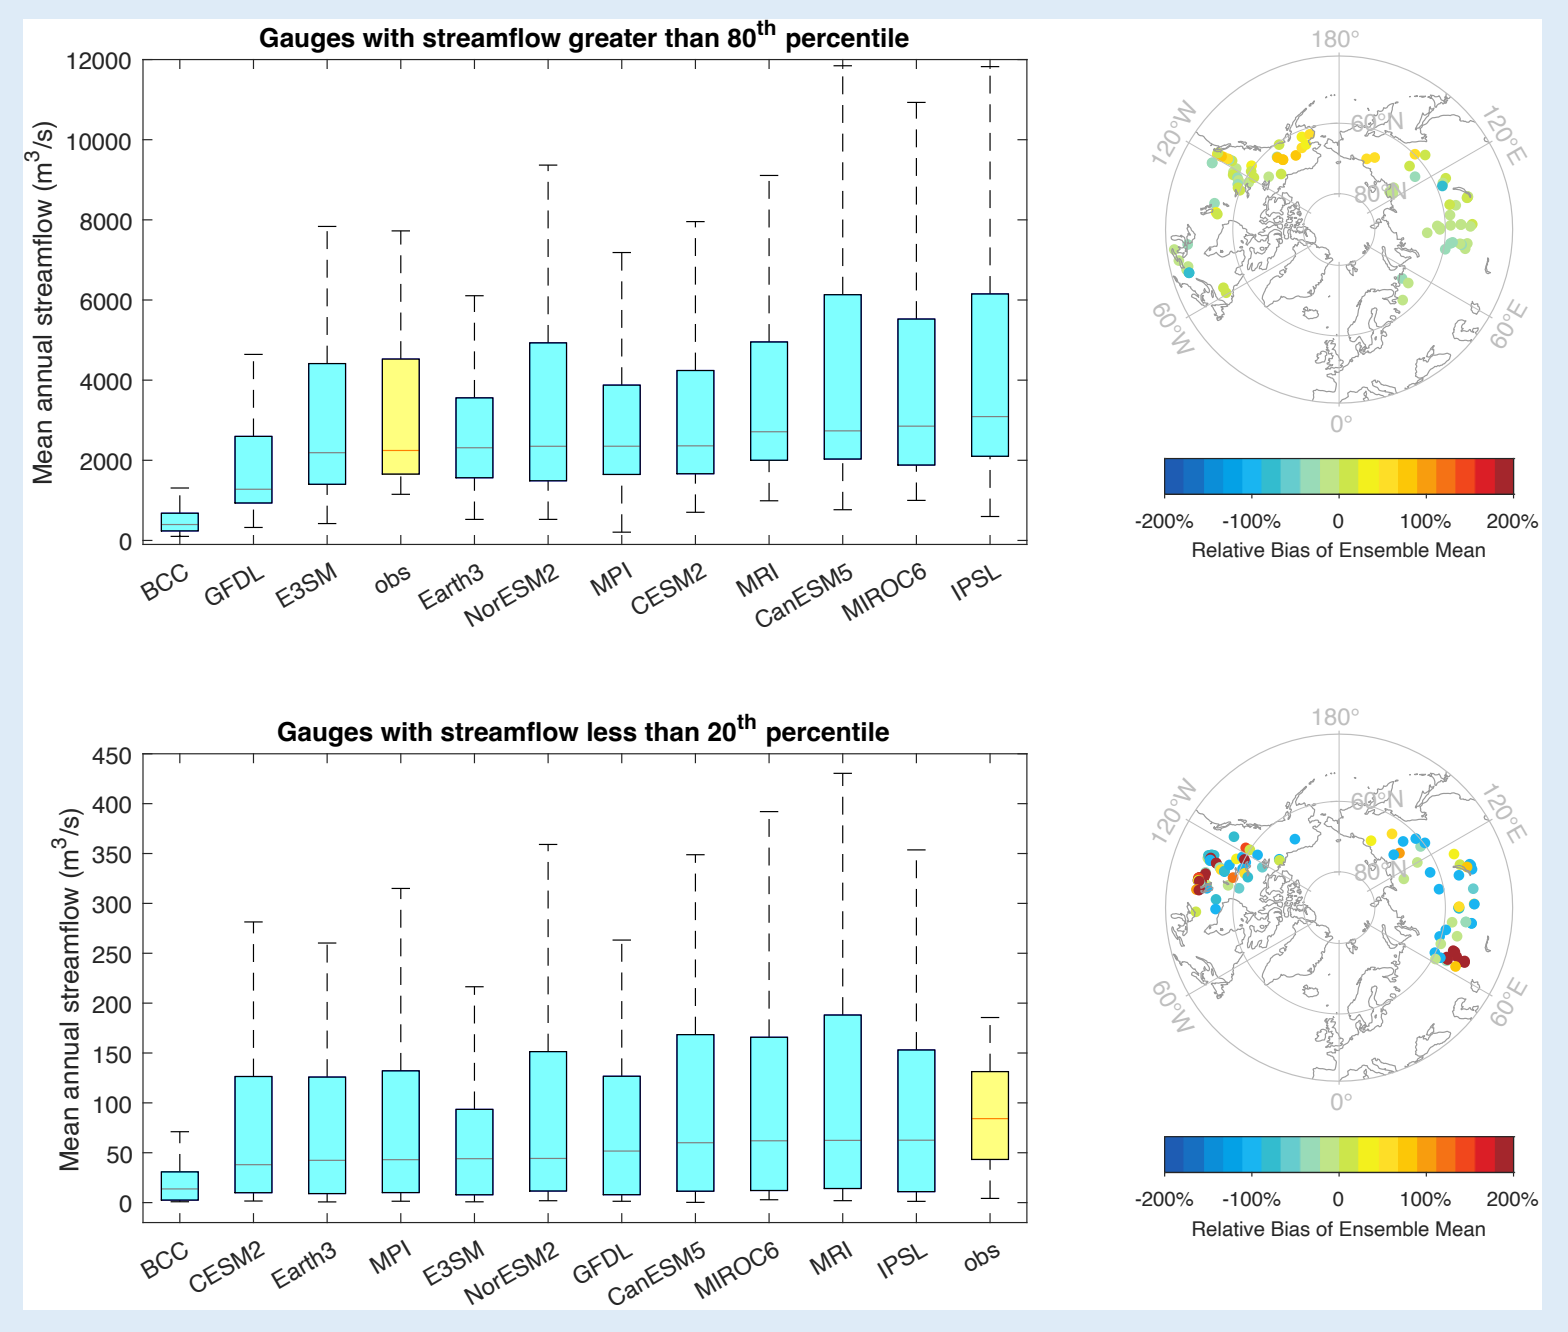 Gauges with streamflow greater than 80th percentile
Mean annual streamflow (m3/s)
12000
10000
8000
6000
4000
2000
0
BCC GFDL E3SM obs Earth3 NorESM2 MPI CESM2 MRI CanESM5 MIROC6 IPSL
180°
120°W 60°N 120°E
80°N
60°W 60°E
0°
-200% -100% 0 100% 200%
Relative Bias of Ensemble Mean
Gauges with streamflow less than 20th percentile
Mean annual streamflow (m3/s)
450
400
350
300
250
200
150
100
50
0
BCC CESM2 Earth3 MPI E3SM NorESM2 GFDL CanESM5 MIROC6 MRI IPSL obs
180°
120°W 60°N 120°E
80°N
60°W 60°E
0°
-200% -100% 0 100% 200%
Relative Bias of Ensemble Mean